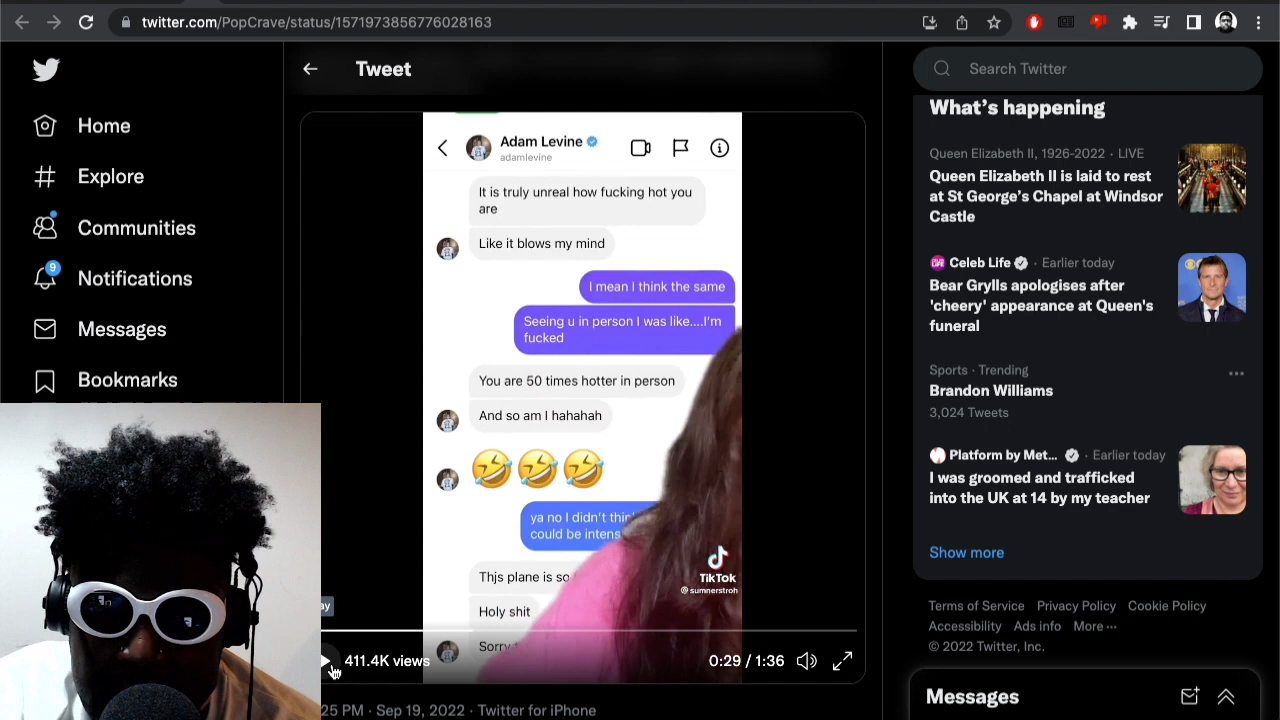 twitter.com/PopCrave/status/1571973856776028163
Home
Explore
Communities
9
Notifications
Messages
Bookmarks
Tweet
Adam Levine
adamlevine
It is truly unreal how fucking hot you
are
Like it blows my mind
I mean I think the same
Seeing u in person I was like....I'm
fucked
You are 50 times hotter in person
And so am I hahahah
ya no I didn't
could be intens
Thjs plane is so
Holy shit
Sorry
TikTok
@sumnerstroh
ay
411.4K views
0:29 / 1:36
25 PM · Sep 19, 2022 · Twitter for iPhone
Search Twitter
What's happening
Queen Elizabeth II, 1926-2022 · LIVE
Queen Elizabeth II is laid to rest
at St George's Chapel at Windsor
Castle
LIVE
Celeb Life · Earlier today
Bear Grylls apologises after
'cheery' appearance at Queen's
funeral
Sports · Trending
Brandon Williams
3,024 Tweets
Platform by Met... · Earlier today
I was groomed and trafficked
into the UK at 14 by my teacher
Show more
Terms of Service Privacy Policy Cookie Policy
Accessibility Ads info More ···
© 2022 Twitter, Inc.
Messages